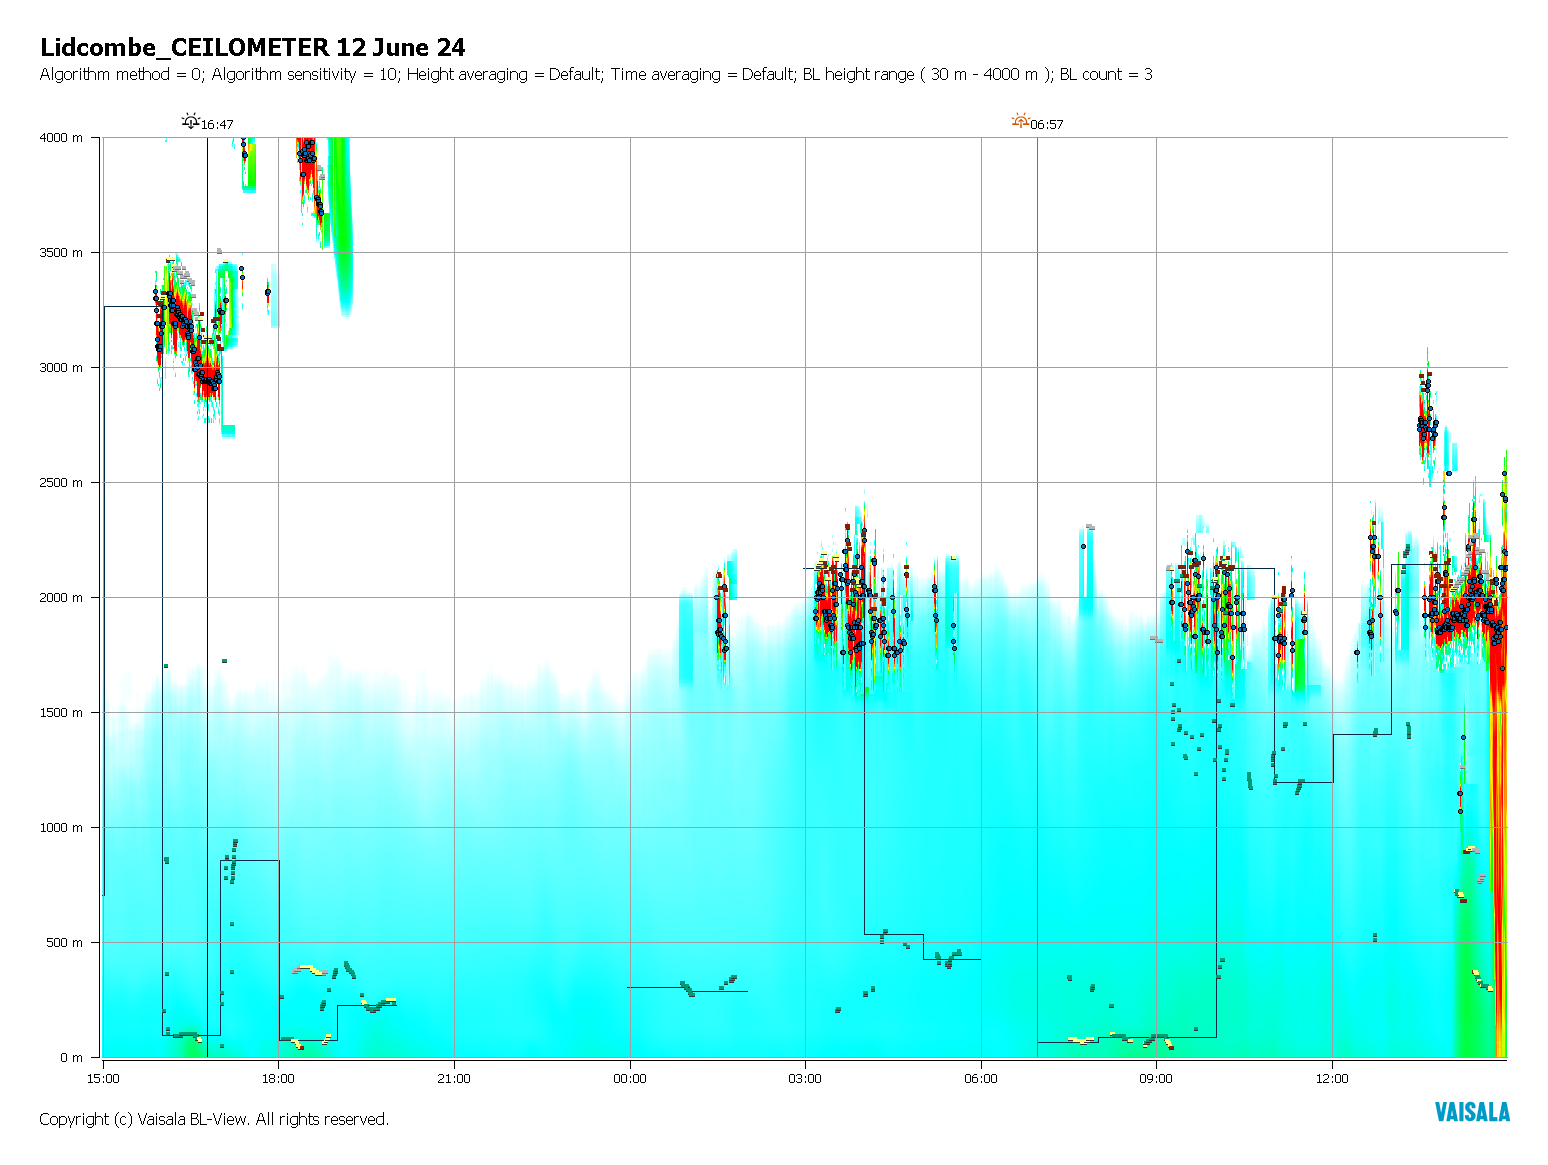 Lidcombe_CEILOMETER 12 June 24
Algorithm method = 0; Algorithm sensitivity = 10; Height averaging = Default; Time averaging = Default; BL height range ( 30 m - 4000 m ); BL count = 3
16:47
06:57
4000 m
3500 m
3000 m
2500 m
2000 m
1500 m
1000 m
500 m
0 m
15:00
18:00
21:00
00:00
03:00
06:00
09:00
12:00
Copyright (c) Vaisala BL-View. All rights reserved.
VAISALA